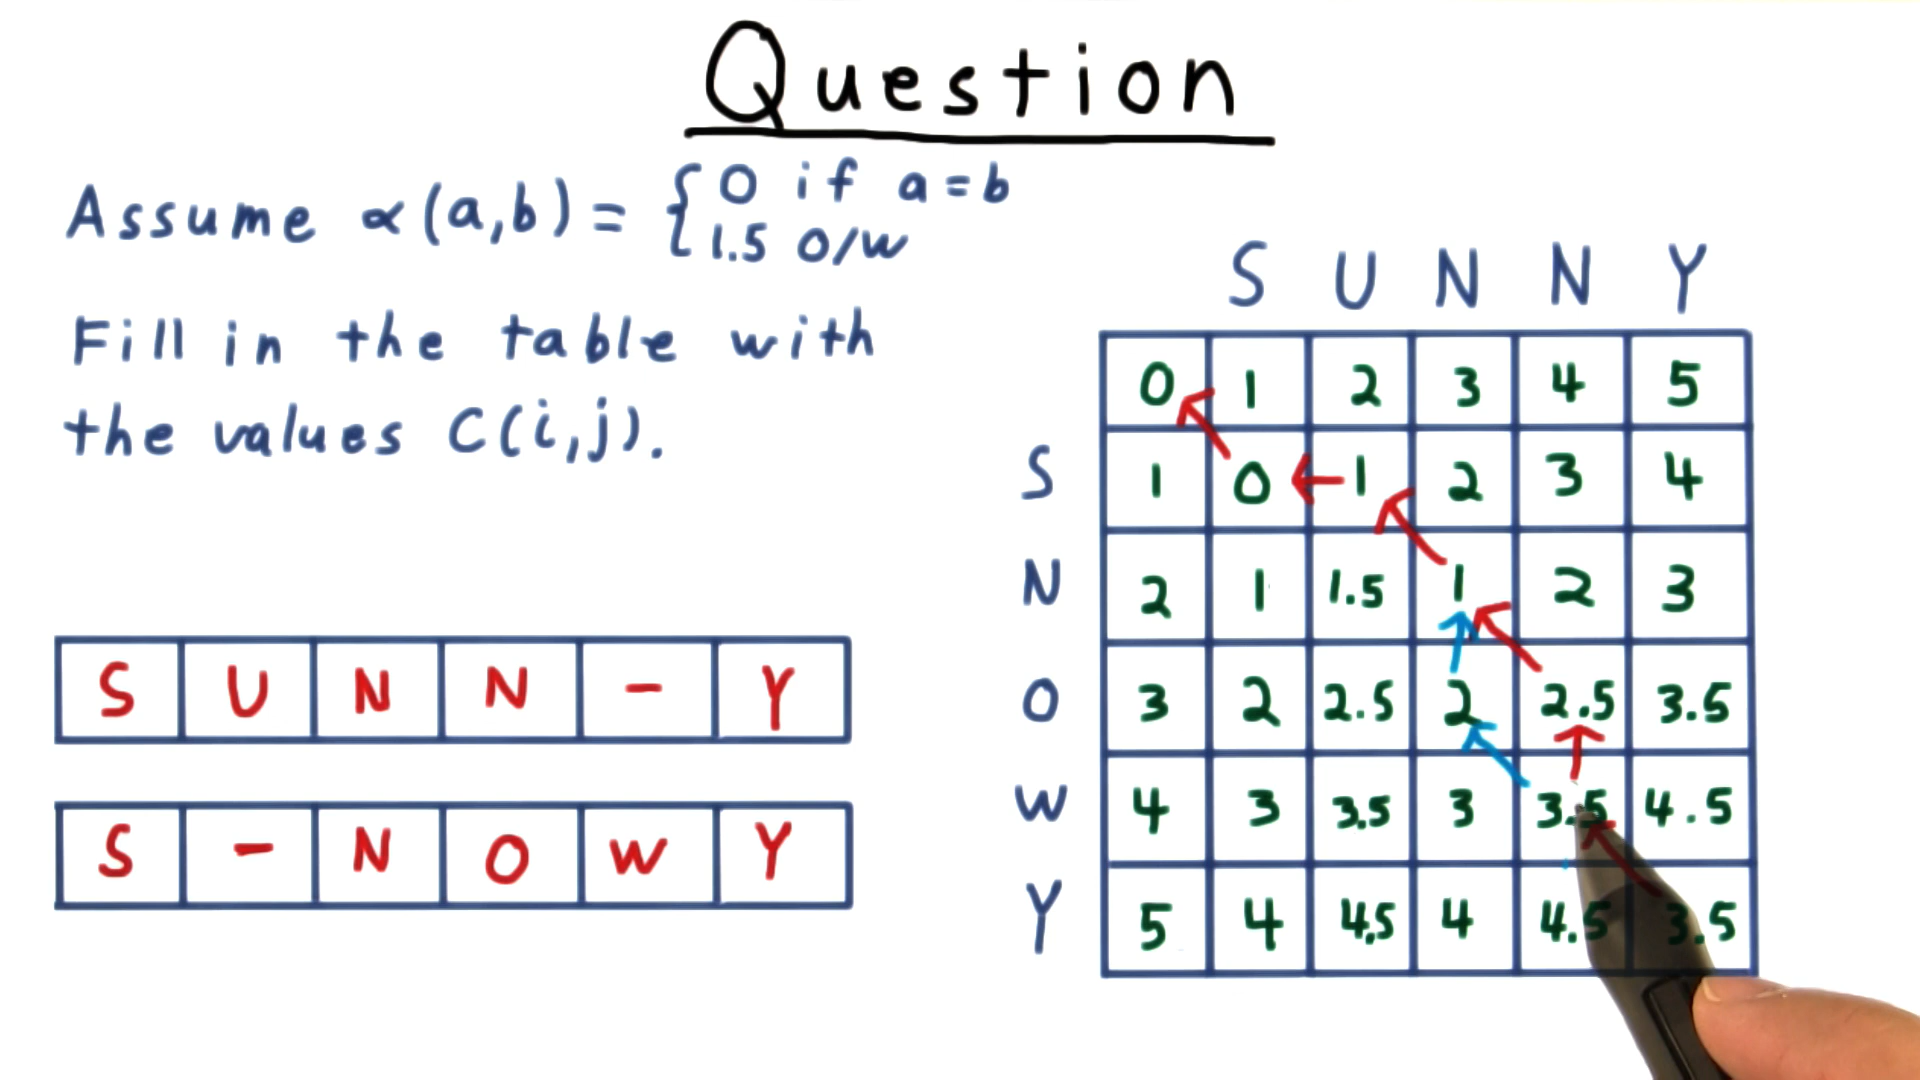 Question
Assume ∝(a,b) = { 0 if a=b
1.5 o/w
Fill in the table with
the values C(i,j).
S U N N Y
0 1 2 3 4 5
S 1 0 1 2 3 4
N 2 1 1.5 1 2 3
O 3 2 2.5 2 2.5 3.5
W 4 3 3.5 3 3.5 4.5
Y 5 4 4.5 4 4.5 3.5
S U N N - Y
S - N O W Y